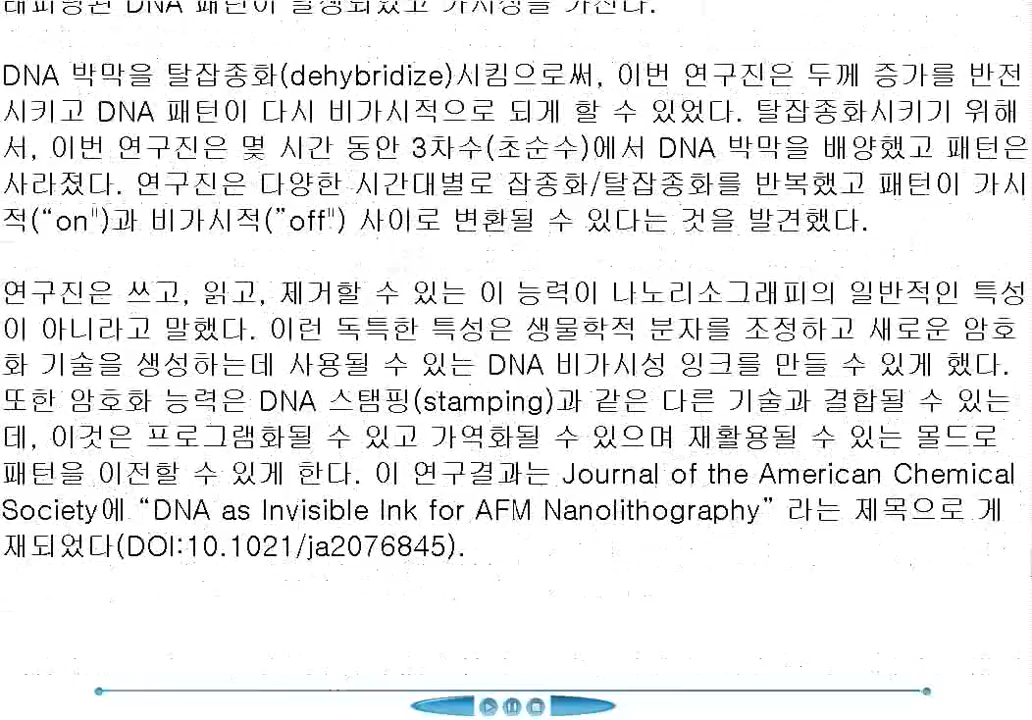 DNA 패턴이
DNA 박막을 탈잡종화(dehybridize)시킴으로써, 이번 연구진은 두께 증가를 반전
시키고 DNA 패턴이 다시 비가시적으로 되게 할 수 있었다. 탈잡종화시키기 위해
서, 이번 연구진은 몇 시간 동안 3차수(초순수)에서 DNA 박막을 배양했고 패턴은
사라졌다. 연구진은 다양한 시간대별로 잡종화/탈잡종화를 반복했고 패턴이 가시
적(“on")과 비가시적(”off") 사이로 변환될 수 있다는 것을 발견했다.
연구진은 쓰고, 읽고, 제거할 수 있는 이 능력이 나노리소그래피의 일반적인 특성
이 아니라고 말했다. 이런 독특한 특성은 생물학적 분자를 조정하고 새로운 암호
화 기술을 생성하는데 사용될 수 있는 DNA 비가시성 잉크를 만들 수 있게 했다.
또한 암호화 능력은 DNA 스탬핑(stamping)과 같은 다른 기술과 결합될 수 있는
데, 이것은 프로그램화될 수 있고 가역화될 수 있으며 재활용될 수 있는 몰드로
패턴을 이전할 수 있게 한다. 이 연구결과는 Journal of the American Chemical
Society에 “DNA as Invisible Ink for AFM Nanolithography” 라는 제목으로 게
재되었다(DOI:10.1021/ja2076845).